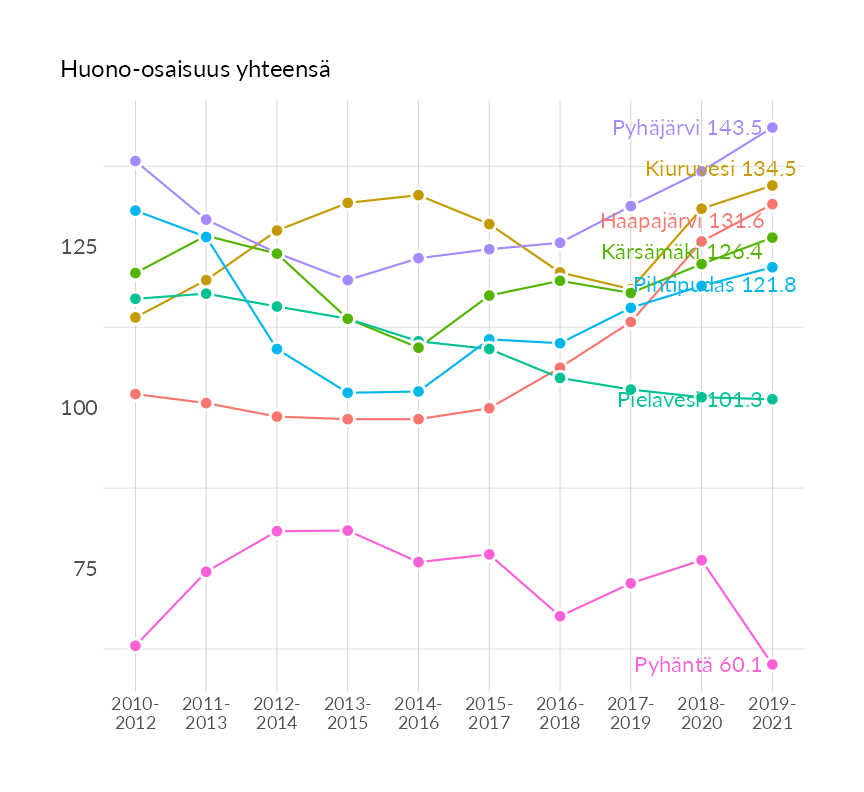 Huono-osaisuus yhteensä
Pyhäjärvi 143.5
Kiuruvesi 134.5
Haapajärvi 131.6
125
Kärsämäki 126.4
Pihtipudas 121.8
100
Pielavesi 101.3
75
Pyhäntä 60.1
2010- 2011- 2012- 2013- 2014- 2015- 2016- 2017- 2018- 2019-
2012 2013 2014 2015 2016 2017 2018 2019 2020 2021